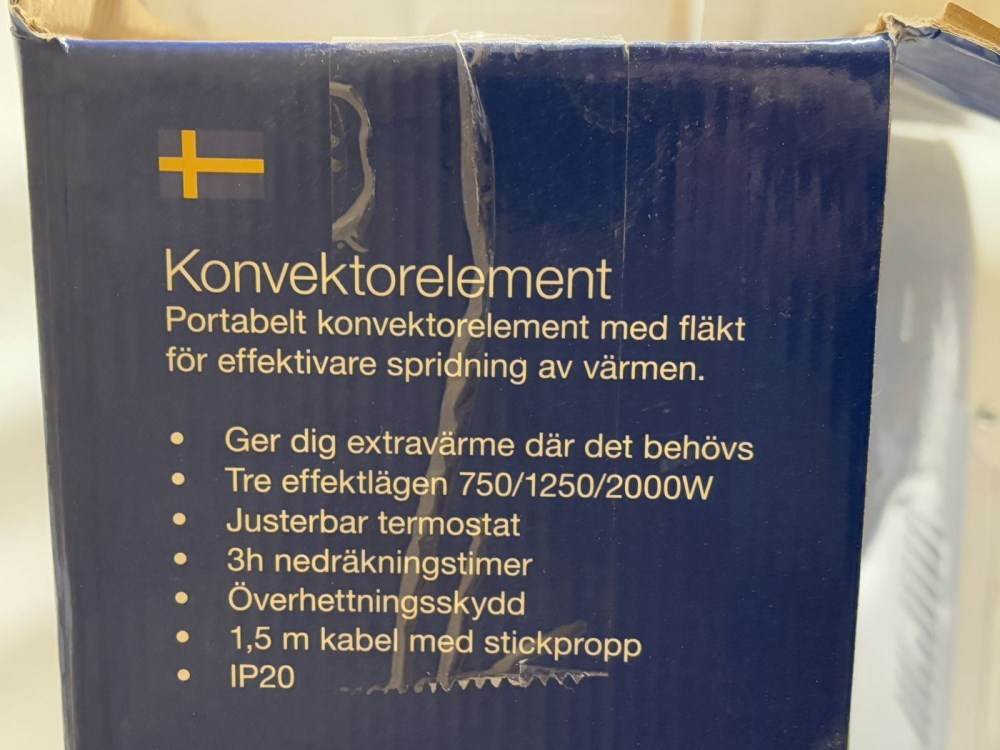 Konvektorelement
Portabelt konvektorelement med fläkt
för effektivare spridning av värmen.
• Ger dig extravärme där det behövs
• Tre effektlägen 750/1250/2000W
• Justerbar termostat
• 3h nedräkningstimer
• Överhettningsskydd
• 1,5 m kabel med stickpropp
• IP20